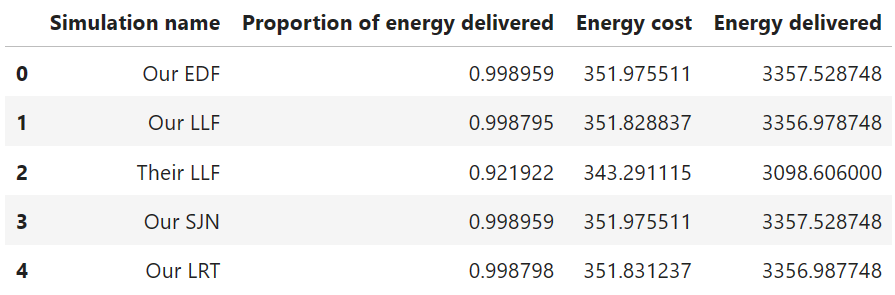 Simulation name Proportion of energy delivered Energy cost Energy delivered
0 Our EDF 0.998959 351.975511 3357.528748
1 Our LLF 0.998795 351.828837 3356.978748
2 Their LLF 0.921922 343.291115 3098.606000
3 Our SJN 0.998959 351.975511 3357.528748
4 Our LRT 0.998798 351.831237 3356.987748